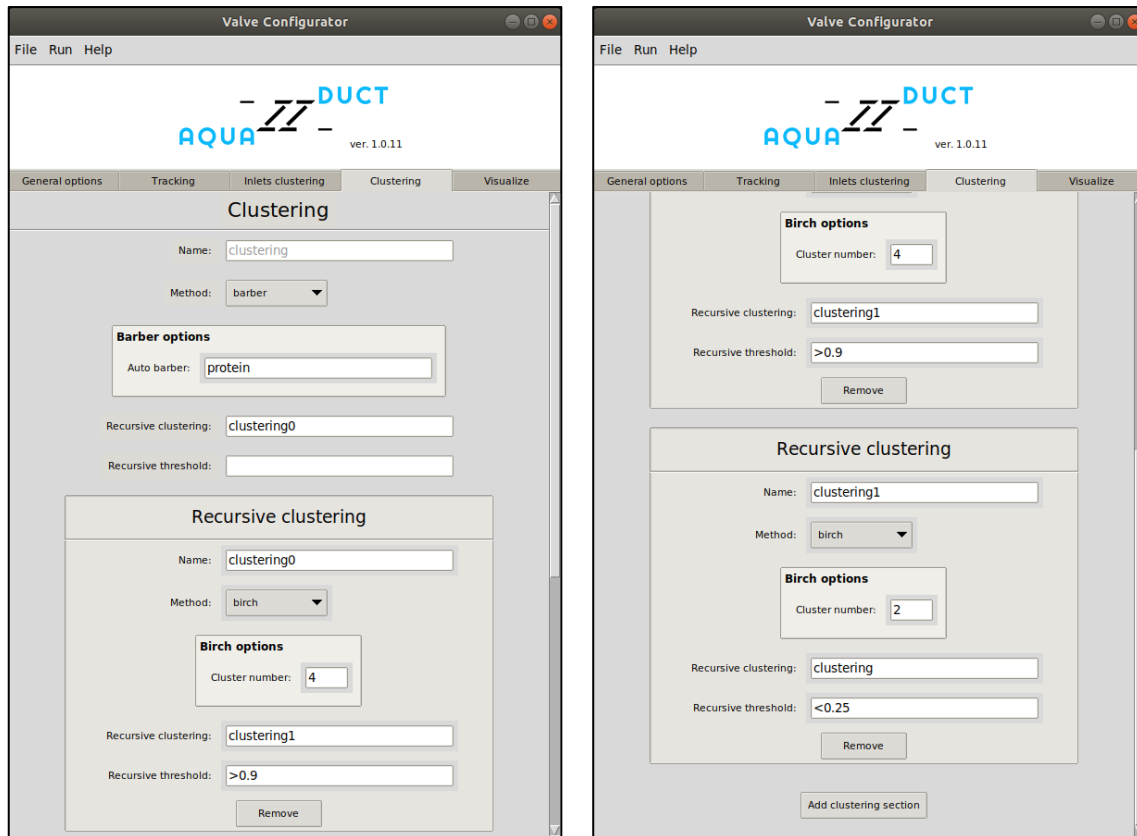 Valve Configurator
File Run Help
AQUA DUCT
ver. 1.0.11
General options Tracking Inlets clustering Clustering Visualize
Clustering
Name: clustering
Method: barber
Barber options
Auto barber: protein
Recursive clustering: clustering0
Recursive threshold:
Recursive clustering
Name: clustering0
Method: birch
Birch options
Cluster number: 4
Recursive clustering: clustering1
Recursive threshold: >0.9
Remove
Valve Configurator
File Run Help
AQUA DUCT
ver. 1.0.11
General options Tracking Inlets clustering Clustering Visualize
Birch options
Cluster number: 4
Recursive clustering: clustering1
Recursive threshold: >0.9
Remove
Recursive clustering
Name: clustering1
Method: birch
Birch options
Cluster number: 2
Recursive clustering: clustering
Recursive threshold: <0.25
Remove
Add clustering section